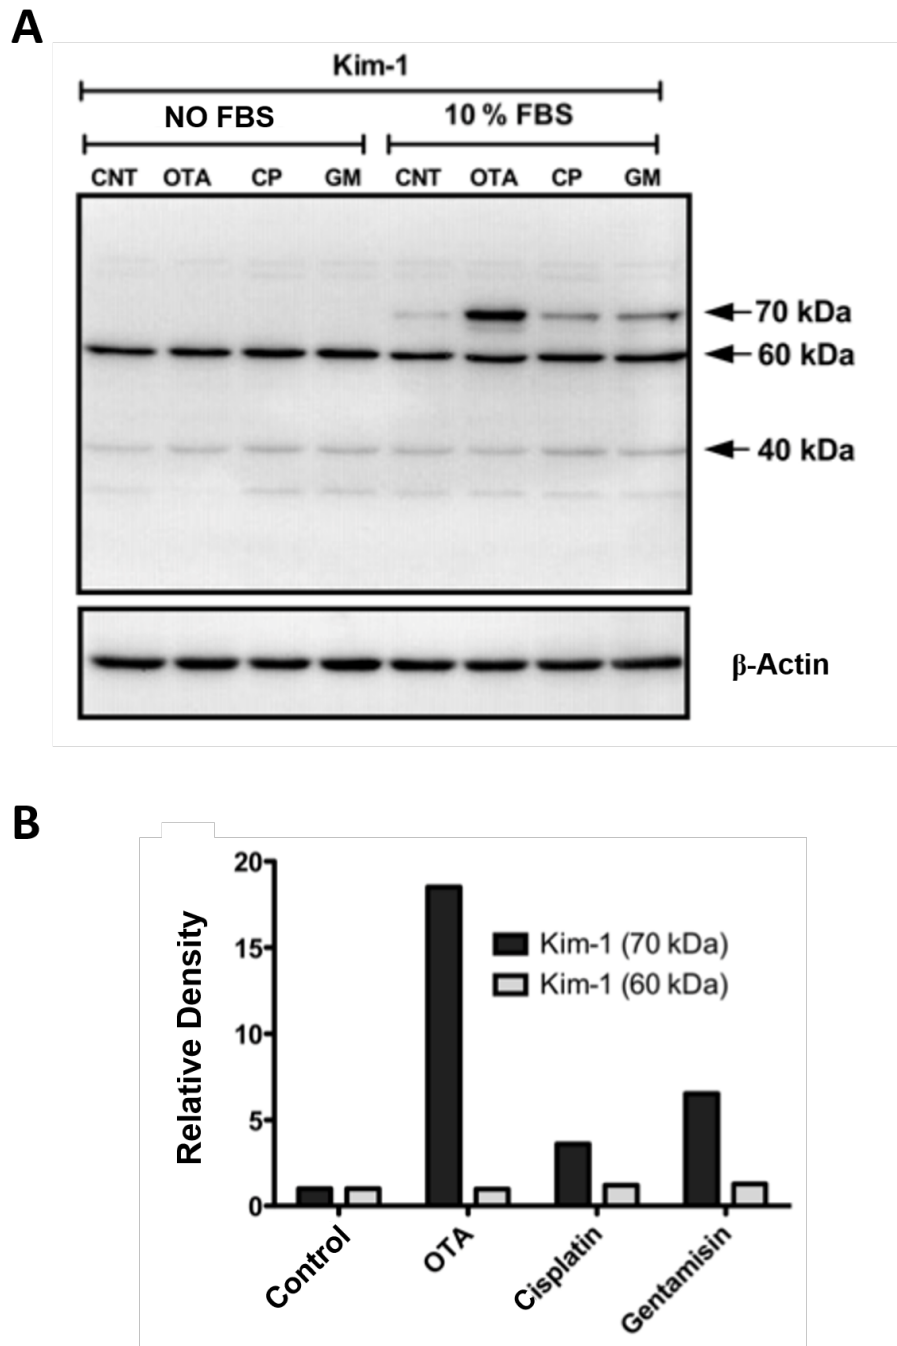 A
Kim-1
NO FBS 10 % FBS
CNT OTA CP GM CNT OTA CP GM
70 kDa
60 kDa
40 kDa
β-Actin
B
Relative Density
20
15
10
5
0
Kim-1 (70 kDa)
Kim-1 (60 kDa)
Control
OTA
Cisplatin
Gentamisin